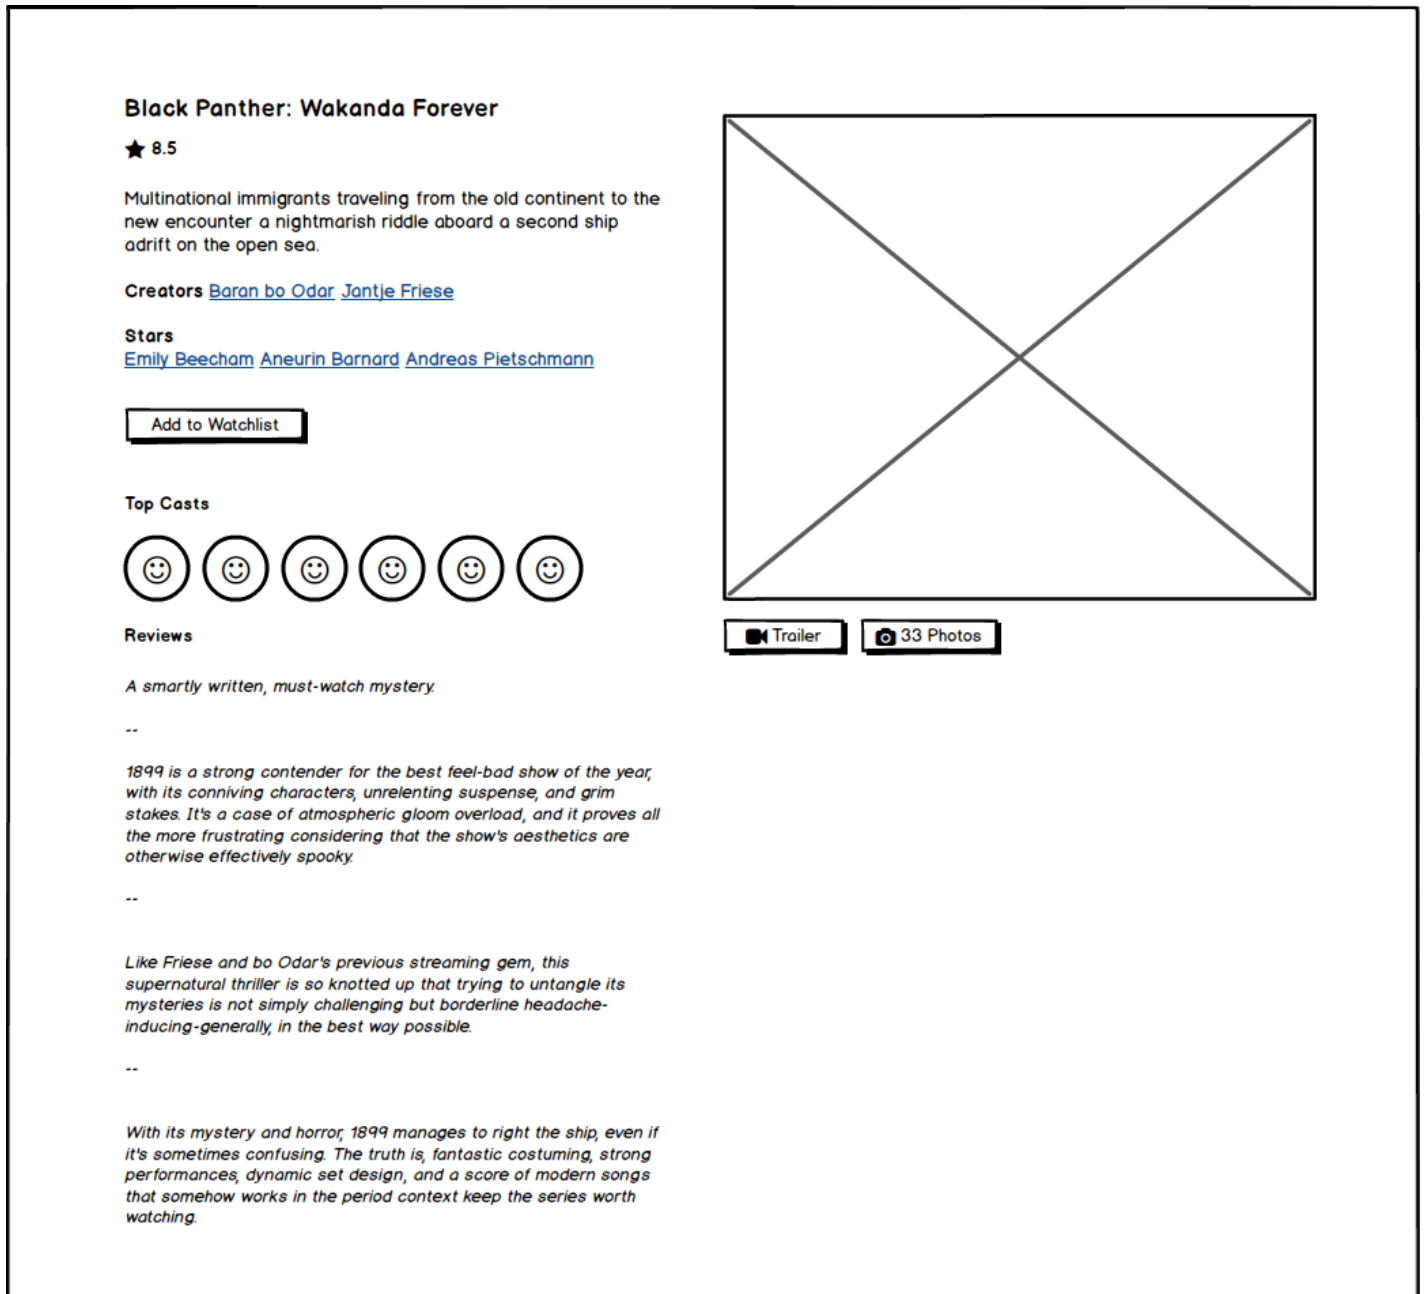 Black Panther: Wakanda Forever
8.5
Multinational immigrants traveling from the old continent to the
new encounter a nightmarish riddle aboard a second ship
adrift on the open sea.
Creators Baran bo Odar Jantje Friese
Stars
Emily Beecham Aneurin Barnard Andreas Pietschmann
Add to Watchlist
Top Casts
Reviews
A smartly written, must-watch mystery.
--
1899 is a strong contender for the best feel-bad show of the year,
with its conniving characters, unrelenting suspense, and grim
stakes. It's a case of atmospheric gloom overload, and it proves all
the more frustrating considering that the show's aesthetics are
otherwise effectively spooky.
--
Like Friese and bo Odar's previous streaming gem, this
supernatural thriller is so knotted up that trying to untangle its
mysteries is not simply challenging but borderline headache-
inducing-generally, in the best way possible.
--
With its mystery and horror, 1899 manages to right the ship, even if
it's sometimes confusing. The truth is, fantastic costuming, strong
performances, dynamic set design, and a score of modern songs
that somehow works in the period context keep the series worth
watching.
Trailer
33 Photos